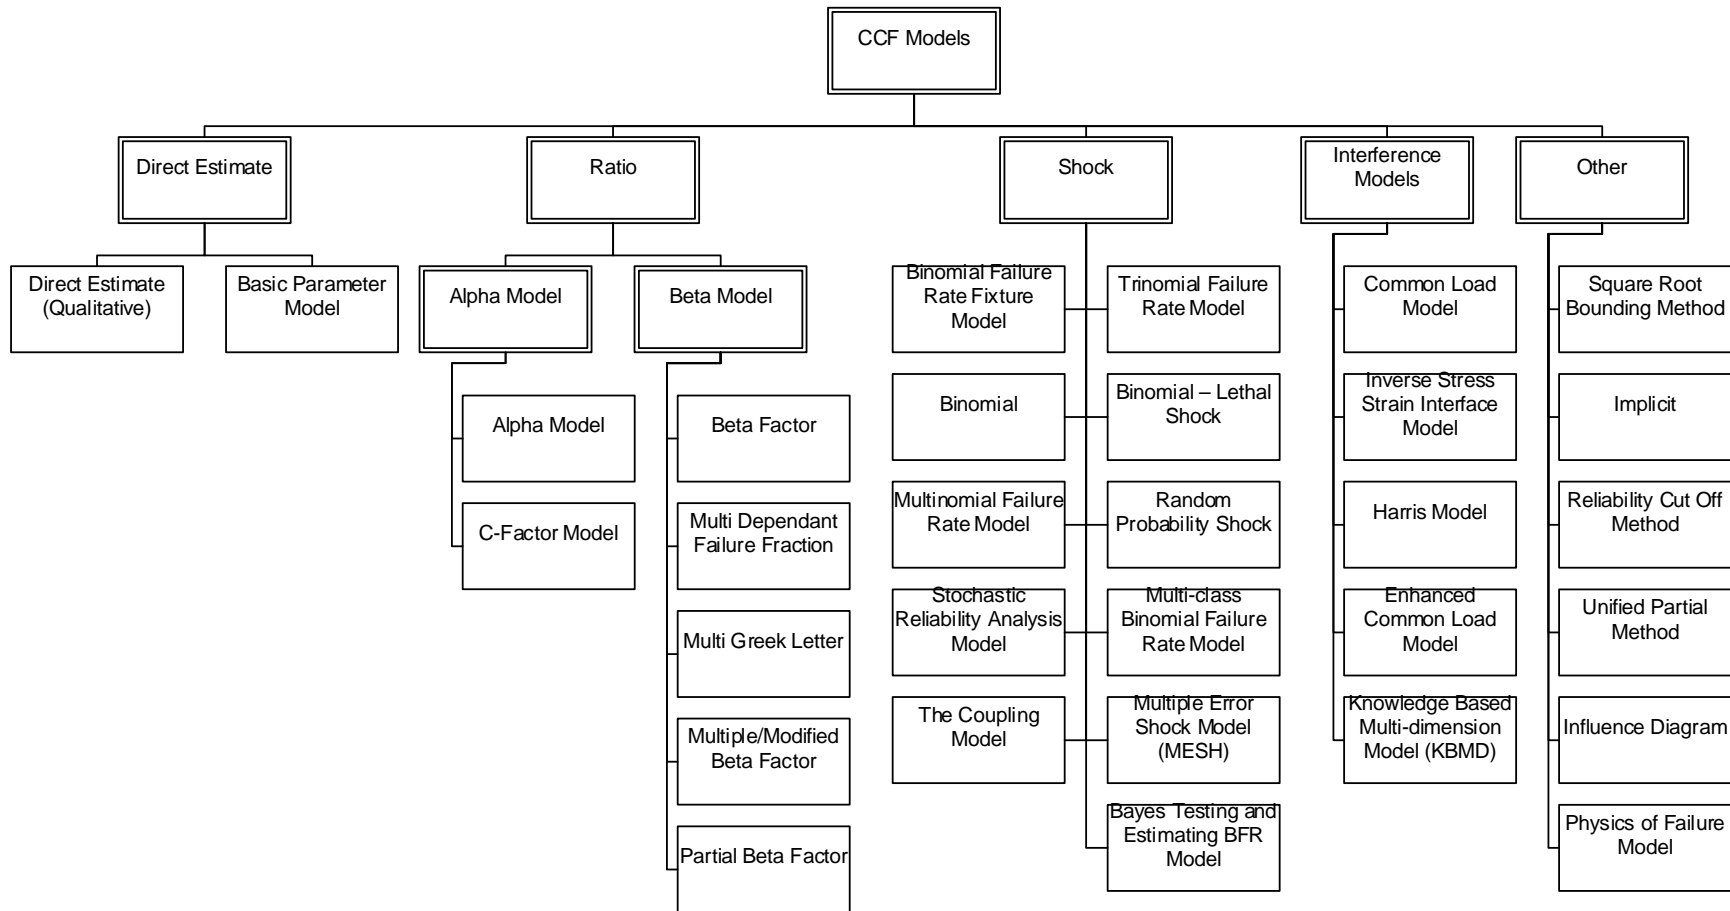 CCF Models
Direct Estimate
Ratio
Shock
Interference
Models
Other
Direct Estimate
(Qualitative)
Basic Parameter
Model
Alpha Model
Beta Model
Alpha Model
C-Factor Model
Beta Factor
Multi Dependant
Failure Fraction
Multi Greek Letter
Multiple/Modified
Beta Factor
Partial Beta Factor
Binomial Failure
Rate Fixture
Model
Trinomial Failure
Rate Model
Binomial
Binomial – Lethal
Shock
Multinomial Failure
Rate Model
Random
Probability Shock
Stochastic
Reliability Analysis
Model
Multi-class
Binomial Failure
Rate Model
The Coupling
Model
Multiple Error
Shock Model
(MESH)
Bayes Testing and
Estimating BFR
Model
Common Load
Model
Inverse Stress
Strain Interface
Model
Harris Model
Enhanced
Common Load
Model
Knowledge Based
Multi-dimension
Model (KBMD)
Square Root
Bounding Method
Implicit
Reliability Cut Off
Method
Unified Partial
Method
Influence Diagram
Physics of Failure
Model